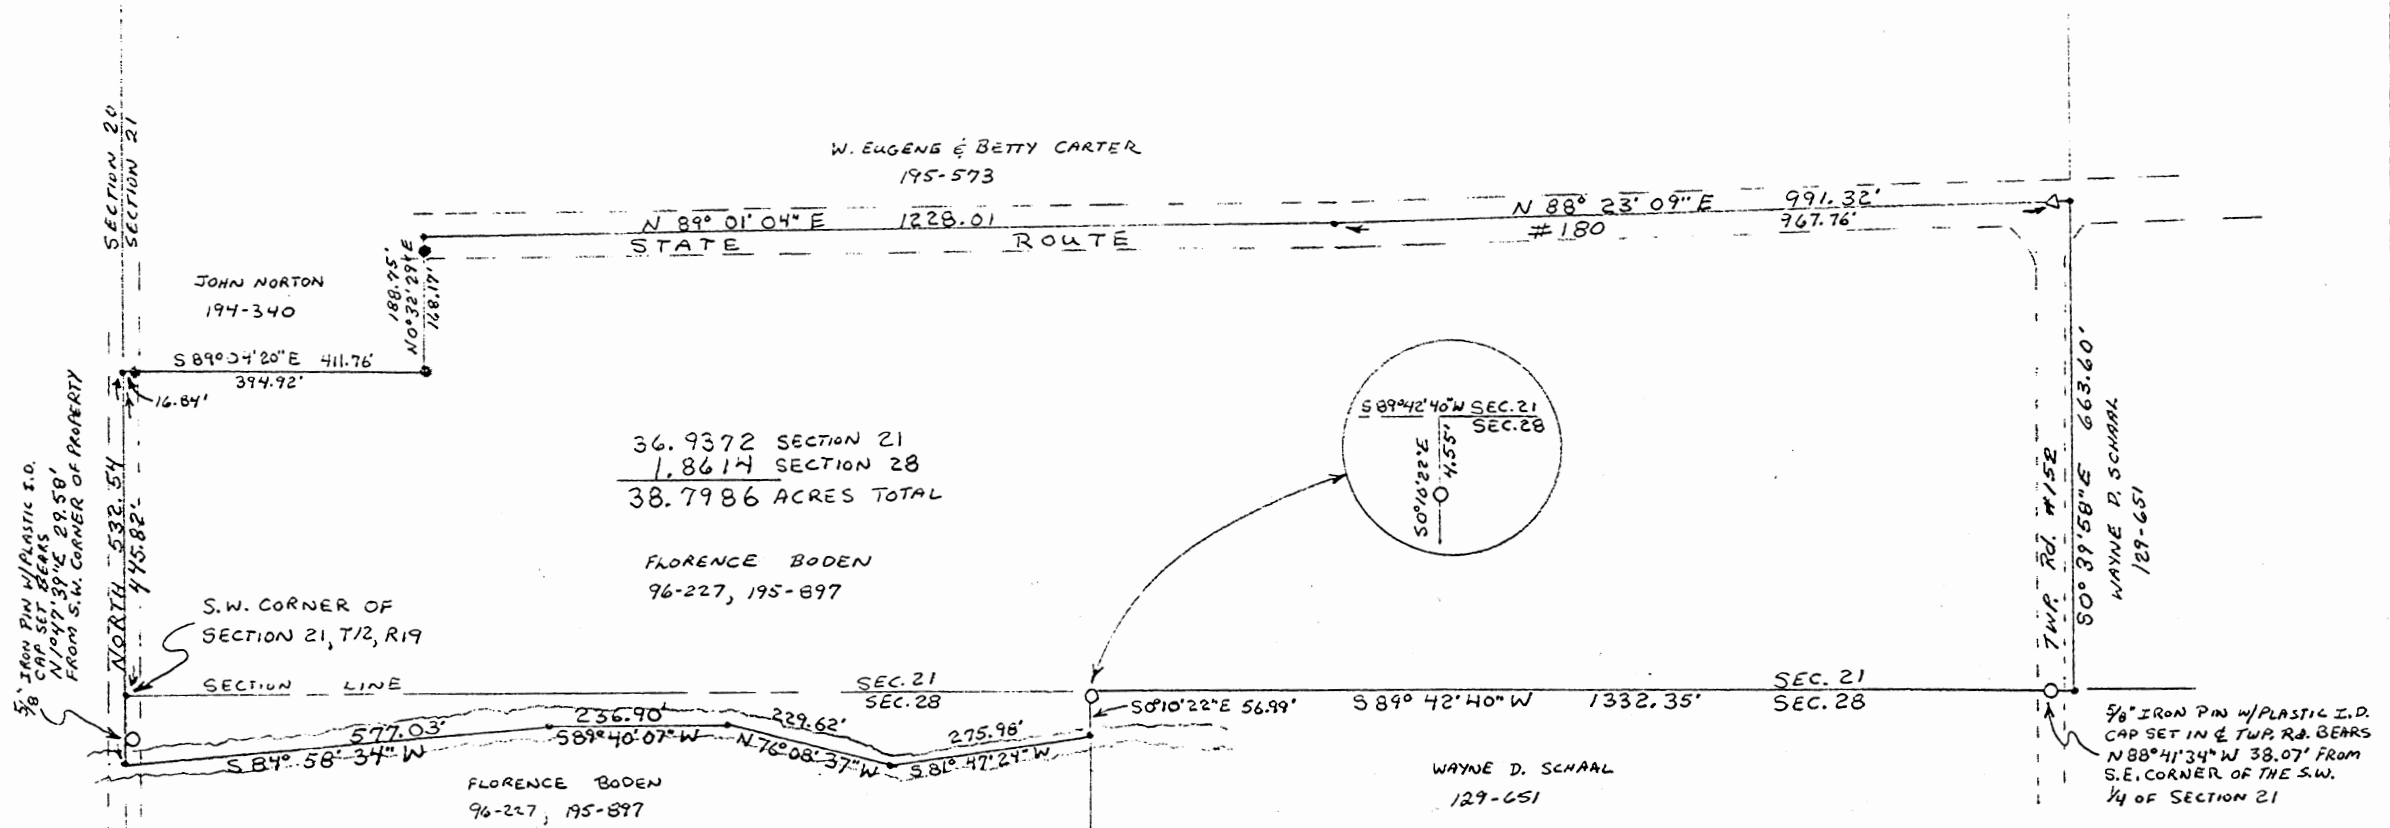 SECTION 20
SECTION 21
W. EUGENE & BETTY CARTER
195-573
N 89° 01' 04" E 1228.01
STATE ROUTE
N 88° 23' 09" E 991.32'
#180 967.76'
JOHN NORTON
194-340
188.75'
N0°32'29"E
168.17'
411.76'
394.92'
16.84'
5/8" IRON PIN W/PLASTIC I.D.
CAP SET BEARS
N1°47'39"E 29.58'
FROM S.W. CORNER OF PROPERTY
NORTH 532.54
445.82'
36.9372 SECTION 21
1.8614 SECTION 28
38.7986 ACRES TOTAL
FLORENCE BODEN
96-227, 195-897
S.W. CORNER OF
SECTION 21, T12, R19
SECTION LINE
SEC. 21
SEC. 28
S89°42'40"W SEC. 21
SEC. 28
4.55'
S0°10'22"E
TWP. Rd. #152
S0° 39' 58" E 663.60'
WAYNE D. SCHAAL
129-651
S0°10'22"E 56.99'
S 89° 42' 40" W 1332.35'
SEC. 21
SEC. 28
577.03'
S 84° 58' 34" W
236.90'
S89°40'07"W
229.62'
N 76° 08' 37" W
275.98'
S 81° 47' 24" W
FLORENCE BODEN
96-227, 195-897
WAYNE D. SCHAAL
129-651
5/8" IRON PIN W/PLASTIC I.D.
CAP SET IN ℄ TWP. Rd. BEARS
N 88° 41' 34" W 38.07' FROM
S.E. CORNER OF THE S.W.
1/4 OF SECTION 21